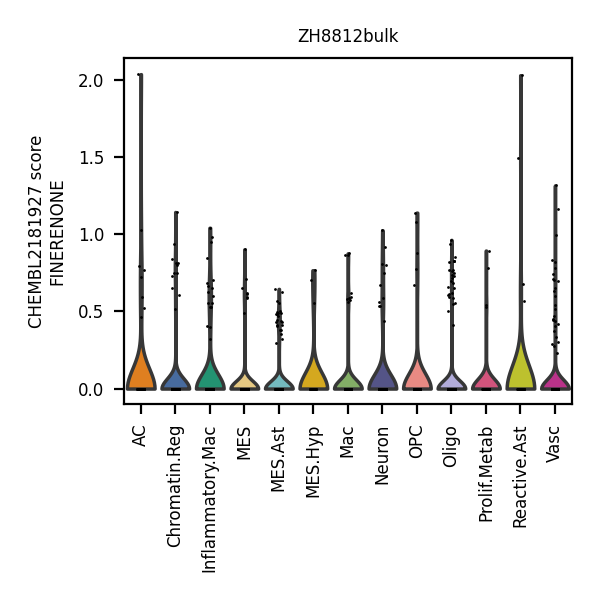 ZH8812bulk
CHEMBL2181927 score
FINERENONE
2.0
1.5
1.0
0.5
0.0
AC
Chromatin.Reg
Inflammatory.Mac
MES
MES.Ast
MES.Hyp
Mac
Neuron
OPC
Oligo
Prolif.Metab
Reactive.Ast
Vasc